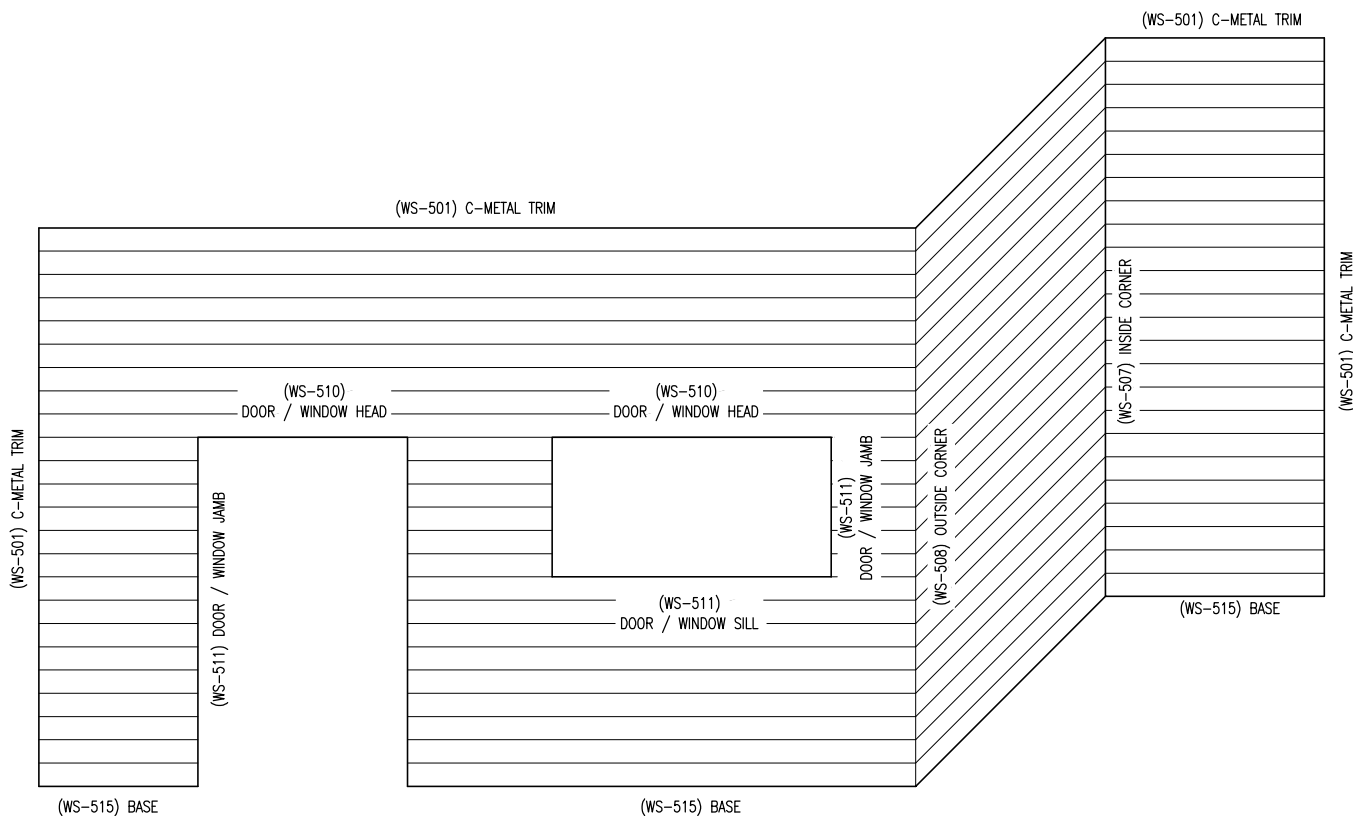 (WS-501) C-METAL TRIM
(WS-501) C-METAL TRIM
(WS-510)
DOOR / WINDOW HEAD
(WS-510)
DOOR / WINDOW HEAD
(WS-501) C-METAL TRIM
(WS-511) DOOR / WINDOW JAMB
(WS-511)
DOOR / WINDOW JAMB
(WS-508) OUTSIDE CORNER
(WS-507) INSIDE CORNER
(WS-501) C-METAL TRIM
(WS-511)
DOOR / WINDOW SILL
(WS-515) BASE
(WS-515) BASE
(WS-515) BASE